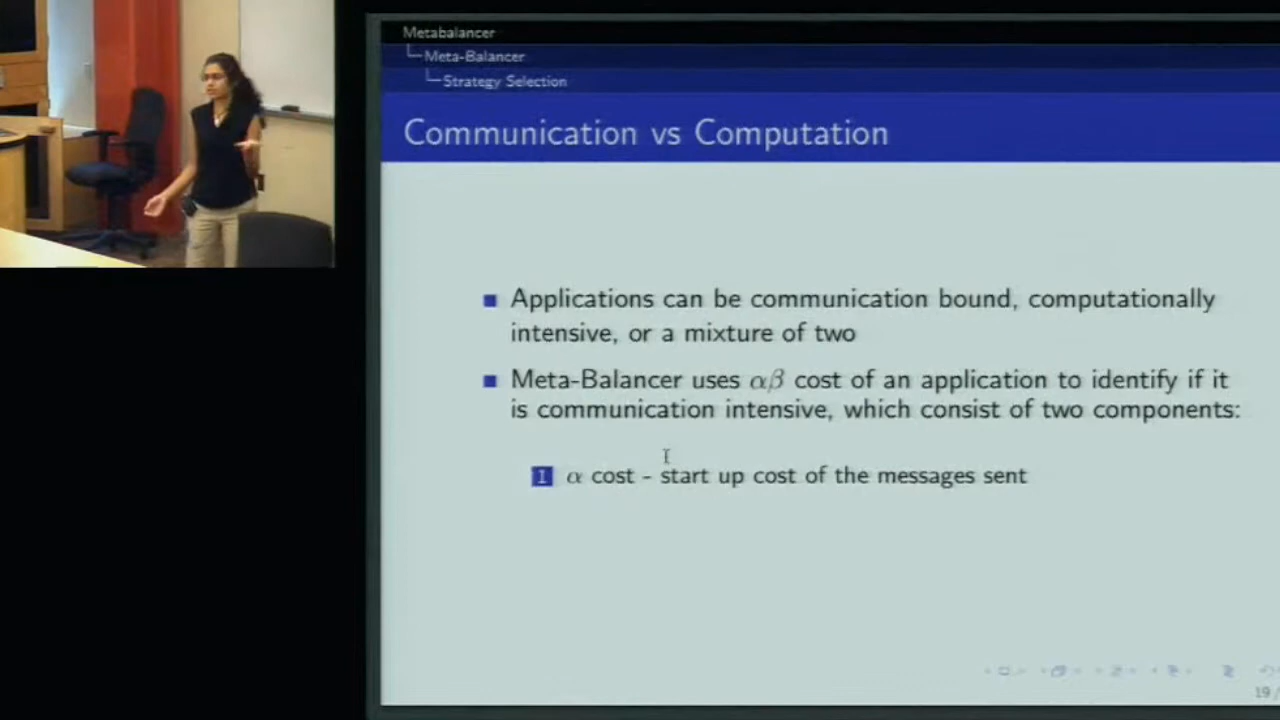 Metabalancer
Meta-Balancer
Strategy Selection
Communication vs Computation
Applications can be communication bound, computationally
intensive, or a mixture of two
Meta-Balancer uses αβ cost of an application to identify if it
is communication intensive, which consist of two components:
1 α cost - start up cost of the messages sent
19 /